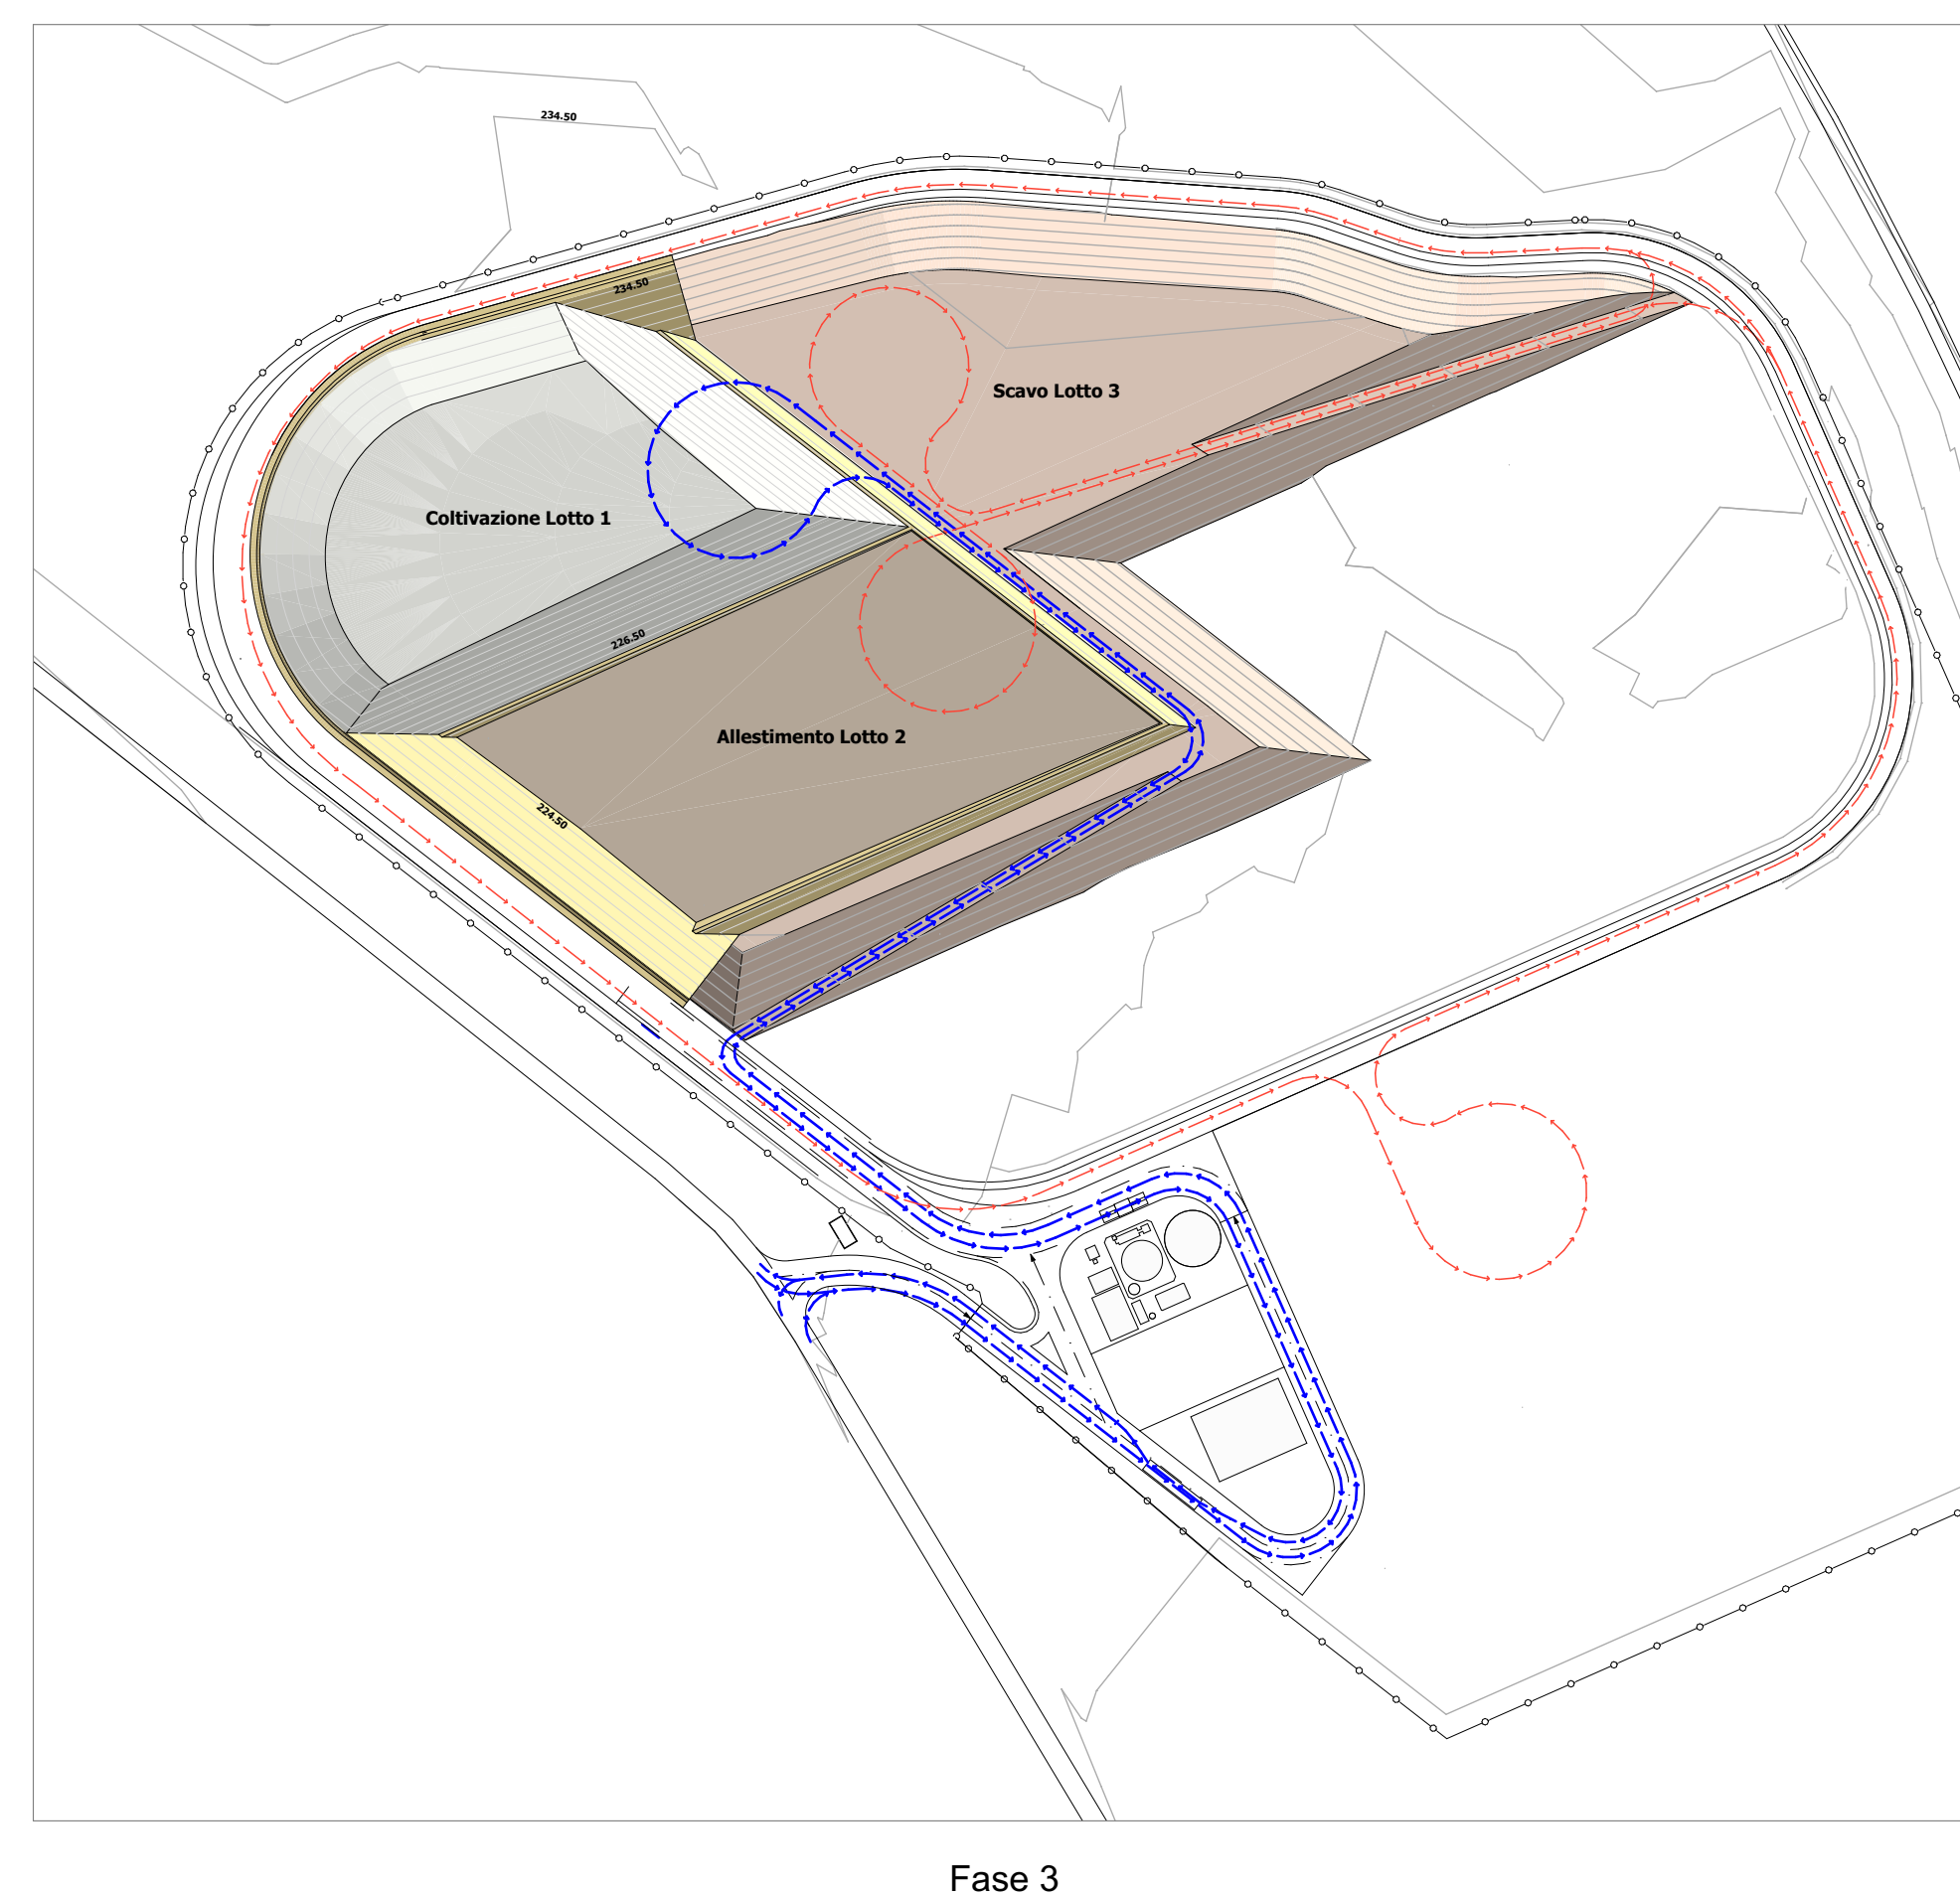 234.50
234.50
Scavo Lotto 3
Coltivazione Lotto 1
226.50
Allestimento Lotto 2
224.50
Fase 3